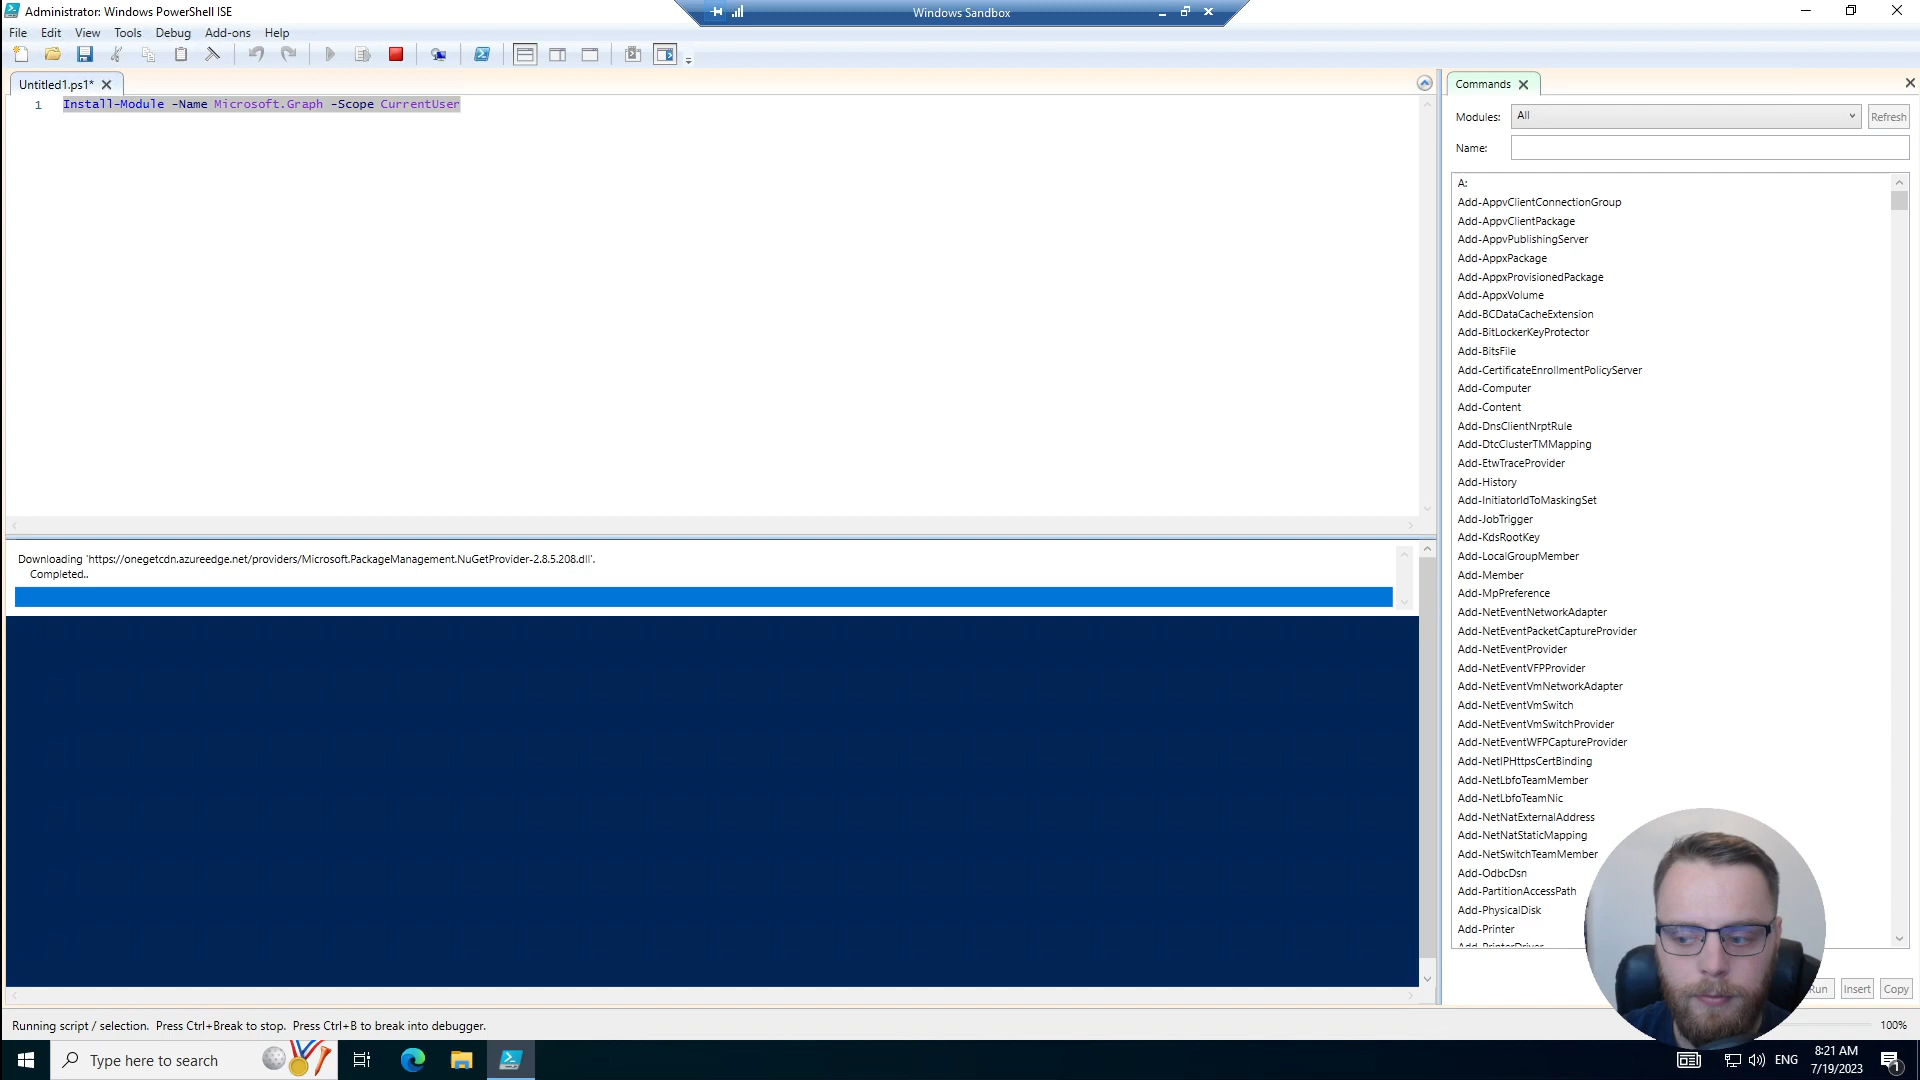 Administrator: Windows PowerShell ISE
Windows Sandbox
File Edit View Tools Debug Add-ons Help
Untitled1.ps1*
1 Install-Module -Name Microsoft.Graph -Scope CurrentUser
Commands
Modules: All Refresh
Name:
A:
Add-AppvClientConnectionGroup
Add-AppvClientPackage
Add-AppvPublishingServer
Add-AppxPackage
Add-AppxProvisionedPackage
Add-AppxVolume
Add-BCDataCacheExtension
Add-BitLockerKeyProtector
Add-BitsFile
Add-CertificateEnrollmentPolicyServer
Add-Computer
Add-Content
Add-DnsClientNrptRule
Add-DtcClusterTMMapping
Add-EtwTraceProvider
Add-History
Add-InitiatorIdToMaskingSet
Add-JobTrigger
Add-KdsRootKey
Add-LocalGroupMember
Add-Member
Add-MpPreference
Add-NetEventNetworkAdapter
Add-NetEventPacketCaptureProvider
Add-NetEventProvider
Add-NetEventVFPProvider
Add-NetEventVmNetworkAdapter
Add-NetEventVmSwitch
Add-NetEventVmSwitchProvider
Add-NetEventWFPCaptureProvider
Add-NetIPHttpsCertBinding
Add-NetLbfoTeamMember
Add-NetLbfoTeamNic
Add-NetNatExternalAddress
Add-NetNatStaticMapping
Add-NetSwitchTeamMember
Add-OdbcDsn
Add-PartitionAccessPath
Add-PhysicalDisk
Add-Printer
Add-PrinterDriver
Run Insert Copy
Downloading 'https://onegetcdn.azureedge.net/providers/Microsoft.PackageManagement.NuGetProvider-2.8.5.208.dll'.
Completed..
Running script / selection. Press Ctrl+Break to stop. Press Ctrl+B to break into debugger.
100%
Type here to search
ENG
8:21 AM
7/19/2023
1